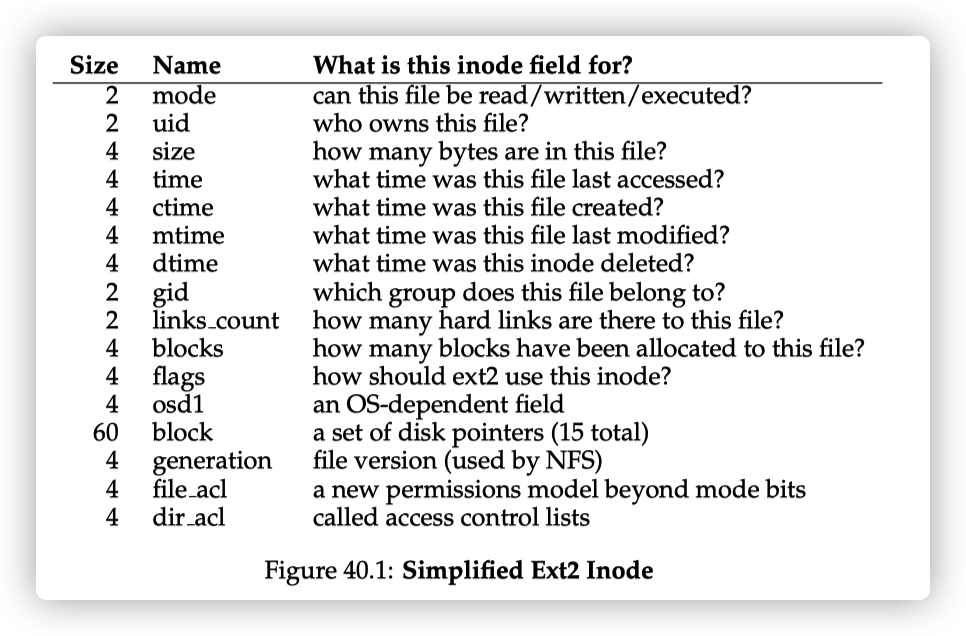 Size Name What is this inode field for?
2 mode can this file be read/written/executed?
2 uid who owns this file?
4 size how many bytes are in this file?
4 time what time was this file last accessed?
4 ctime what time was this file created?
4 mtime what time was this file last modified?
4 dtime what time was this inode deleted?
2 gid which group does this file belong to?
2 links_count how many hard links are there to this file?
4 blocks how many blocks have been allocated to this file?
4 flags how should ext2 use this inode?
4 osd1 an OS-dependent field
60 block a set of disk pointers (15 total)
4 generation file version (used by NFS)
4 file_acl a new permissions model beyond mode bits
4 dir_acl called access control lists
Figure 40.1: Simplified Ext2 Inode